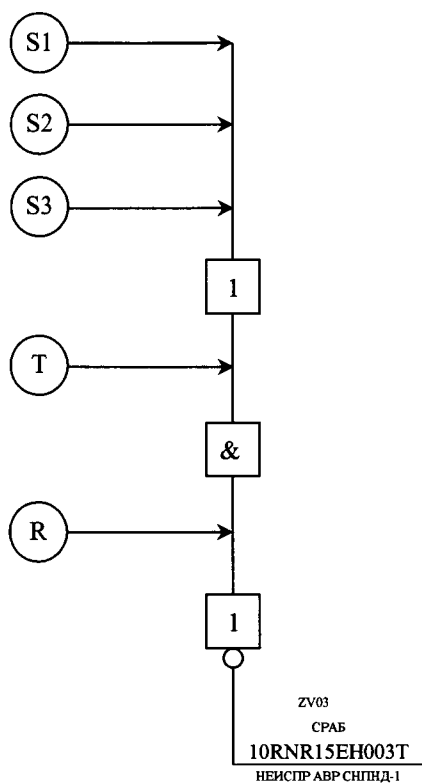 S1
S2
S3
1
T
&
R
1
ZV03
СРАБ
10RNR15EH003T
НЕИСПР АВР СНПНД-1